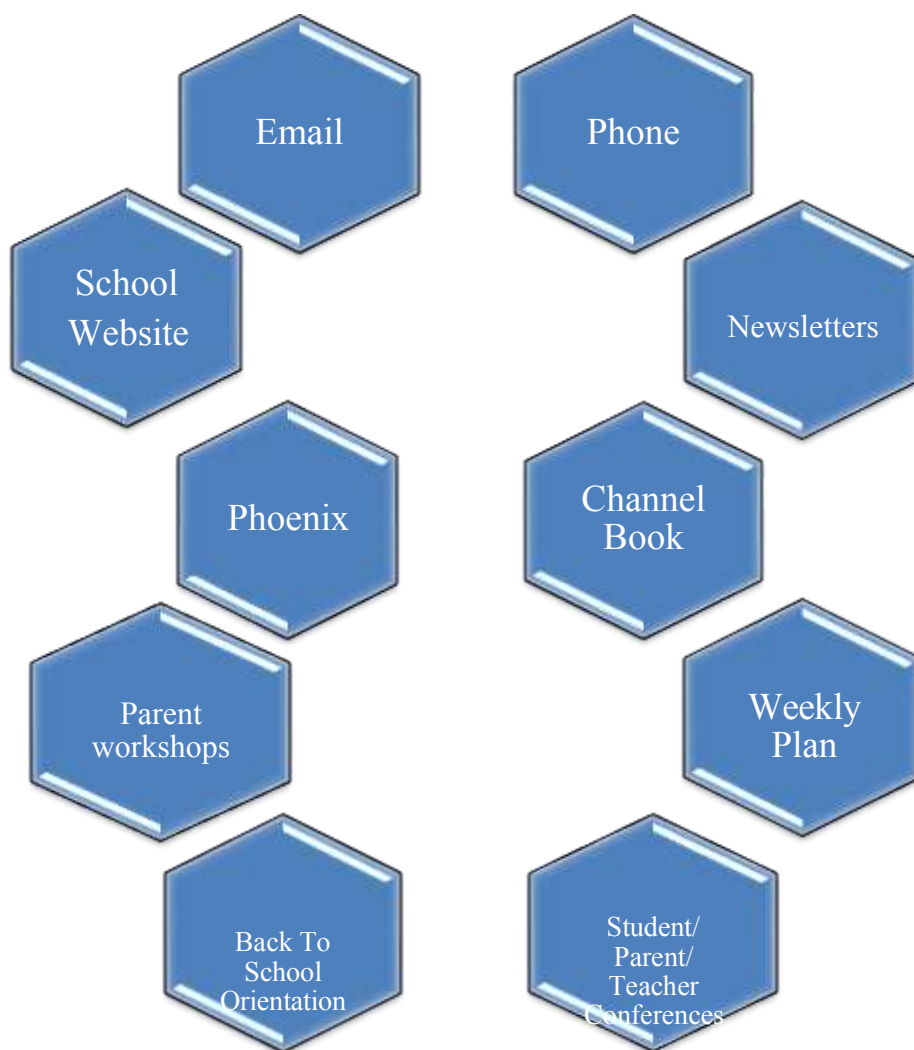 Email
Phone
School
Website
Newsletters
Phoenix
Channel
Book
Parent
workshops
Weekly
Plan
Back To
School
Orientation
Student/
Parent/
Teacher
Conferences